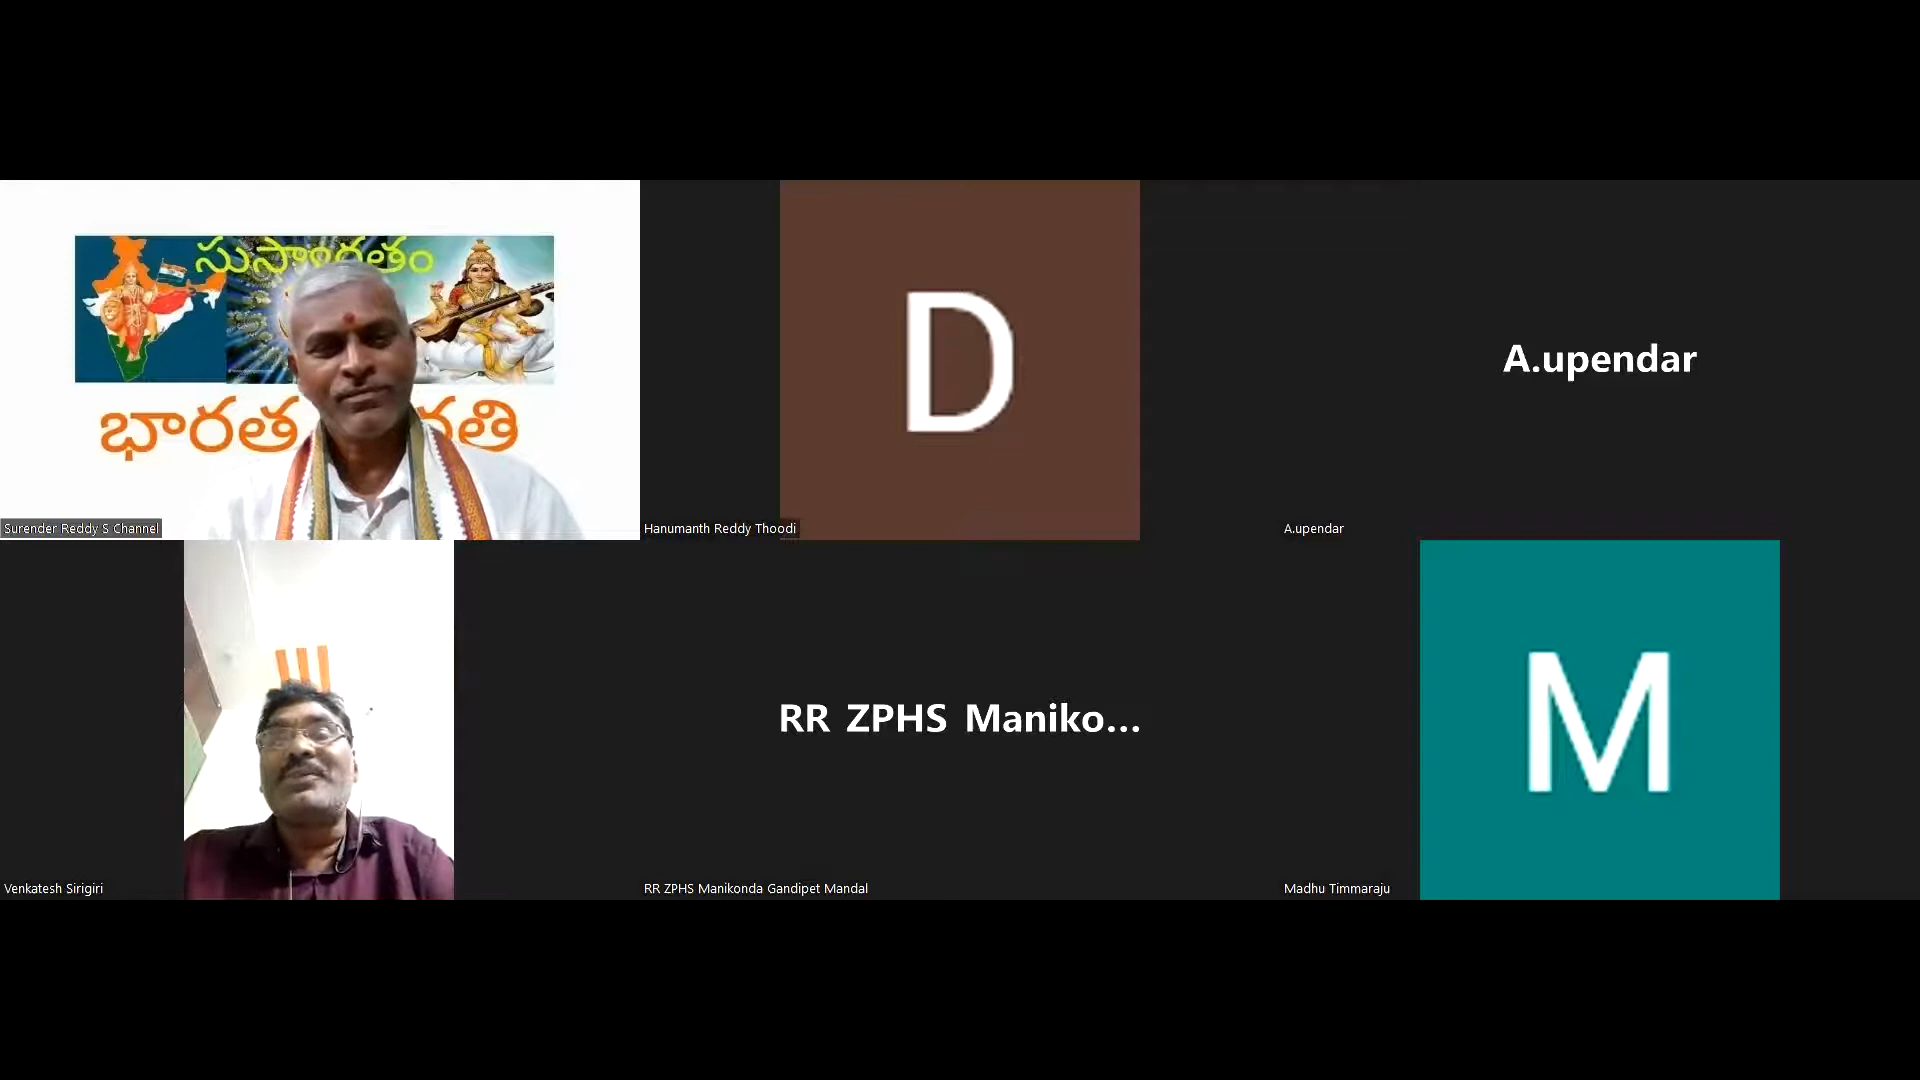 సుస్వాగతం
భారత
Surender Reddy S Channel
D
Hanumanth Reddy Thoodi
A.upendar
A.upendar
Venkatesh Sirigiri
RR ZPHS Maniko...
RR ZPHS Manikonda Gandipet Mandal
M
Madhu Timmaraju